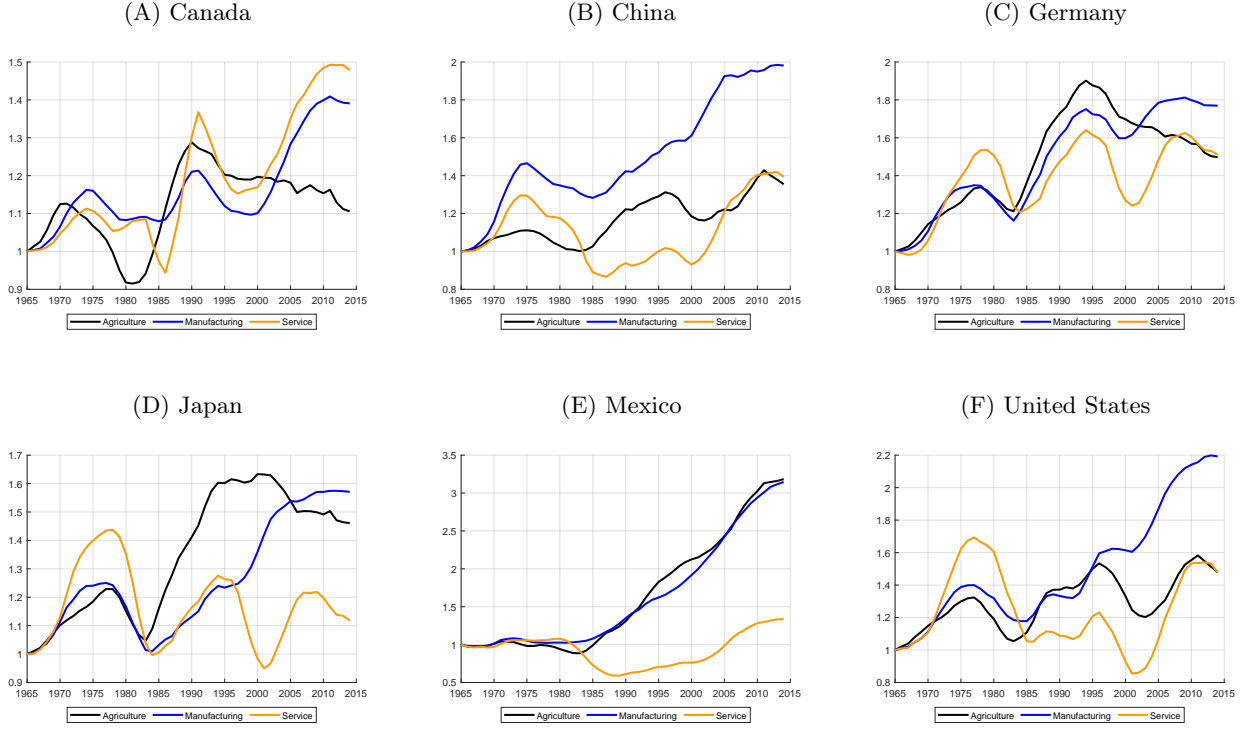 (A) Canada
1.5
1.4
1.3
1.2
1.1
1
0.9
1965 1970 1975 1980 1985 1990 1995 2000 2005 2010 2015
Agriculture Manufacturing Service
(B) China
2
1.8
1.6
1.4
1.2
1
0.8
1965 1970 1975 1980 1985 1990 1995 2000 2005 2010 2015
Agriculture Manufacturing Service
(C) Germany
2
1.8
1.6
1.4
1.2
1
0.8
1965 1970 1975 1980 1985 1990 1995 2000 2005 2010 2015
Agriculture Manufacturing Service
(D) Japan
1.7
1.6
1.5
1.4
1.3
1.2
1.1
1
0.9
1965 1970 1975 1980 1985 1990 1995 2000 2005 2010 2015
Agriculture Manufacturing Service
(E) Mexico
3.5
3
2.5
2
1.5
1
0.5
1965 1970 1975 1980 1985 1990 1995 2000 2005 2010 2015
Agriculture Manufacturing Service
(F) United States
2.2
2
1.8
1.6
1.4
1.2
1
0.8
1965 1970 1975 1980 1985 1990 1995 2000 2005 2010 2015
Agriculture Manufacturing Service